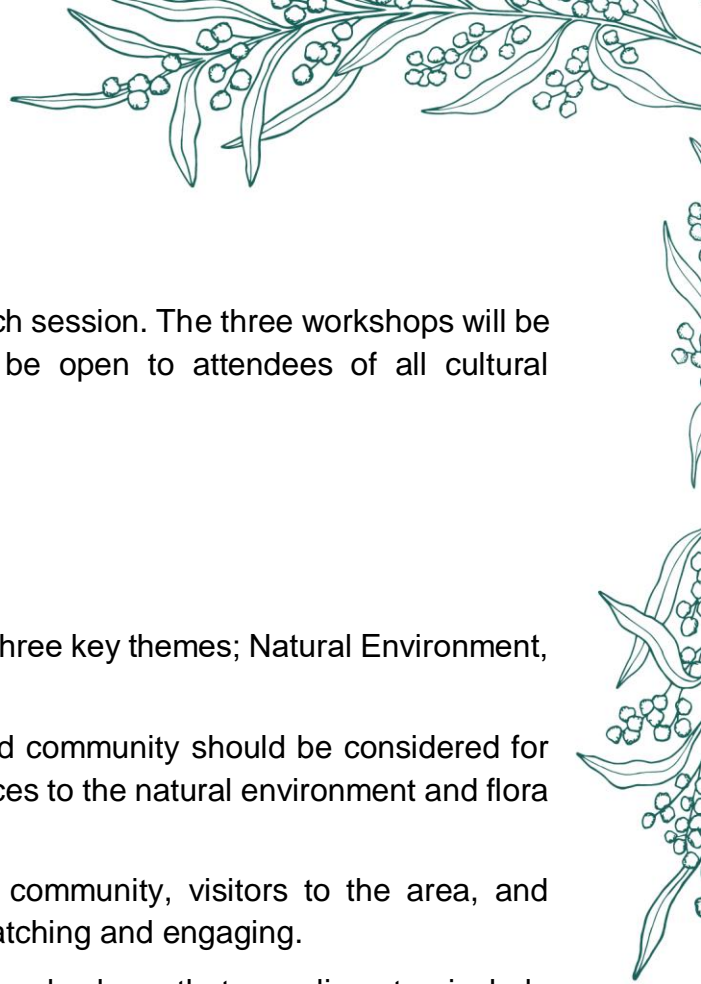 ch session. The three workshops will be
be open to attendees of all cultural
hree key themes; Natural Environment,
d community should be considered for
ces to the natural environment and flora
community, visitors to the area, and
atching and engaging.